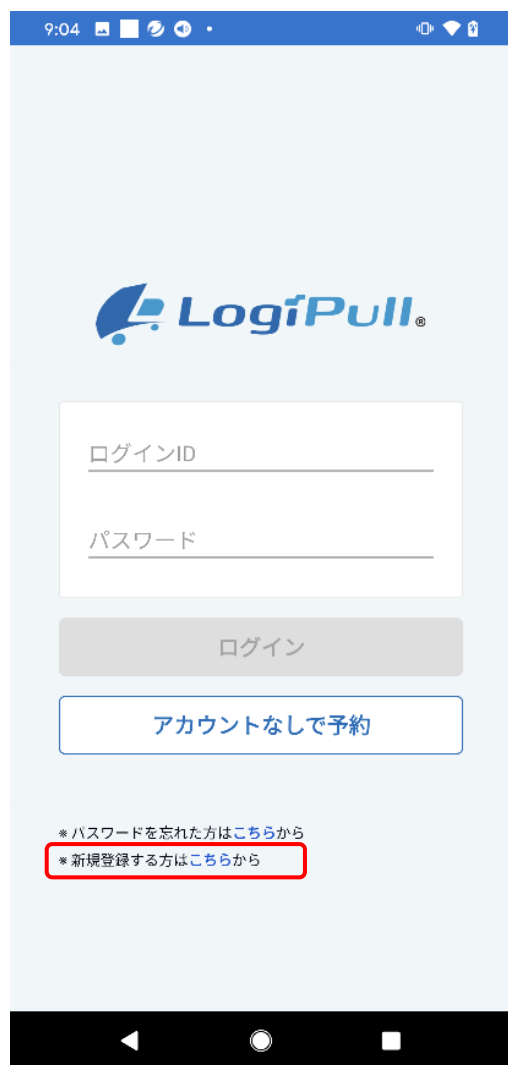 9:04
LogiPull®
ログインID
パスワード
ログイン
アカウントなしで予約
※パスワードを忘れた方はこちらから
※新規登録する方はこちらから